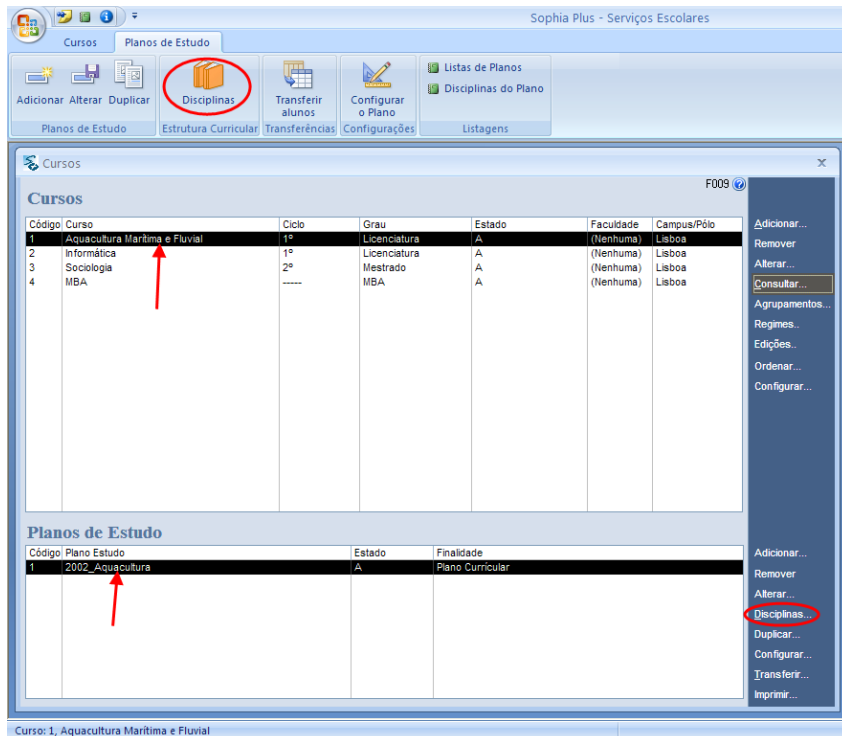 Sophia Plus - Serviços Escolares
Cursos Planos de Estudo
Adicionar Alterar Duplicar
Planos de Estudo
Disciplinas
Estrutura Curricular
Transferir
alunos
Transferências
Configurar
o Plano
Configurações
Listas de Planos
Disciplinas do Plano
Listagens
Cursos x
F009
Cursos
Código Curso Ciclo Grau Estado Faculdade Campus/Pólo
1 Aquacultura Marítima e Fluvial 1º Licenciatura A (Nenhuma) Lisboa
2 Informática 1º Licenciatura A (Nenhuma) Lisboa
3 Sociologia 2º Mestrado A (Nenhuma) Lisboa
4 MBA ----- MBA A (Nenhuma) Lisboa
Adicionar...
Remover
Alterar...
Consultar...
Agrupamentos...
Regimes..
Edições..
Ordenar...
Configurar...
Planos de Estudo
Código Plano Estudo Estado Finalidade
1 2002_Aquacultura A Plano Currícular
Adicionar...
Remover
Alterar...
Disciplinas...
Duplicar...
Configurar...
Transferir...
Imprimir...
Curso: 1, Aquacultura Marítima e Fluvial